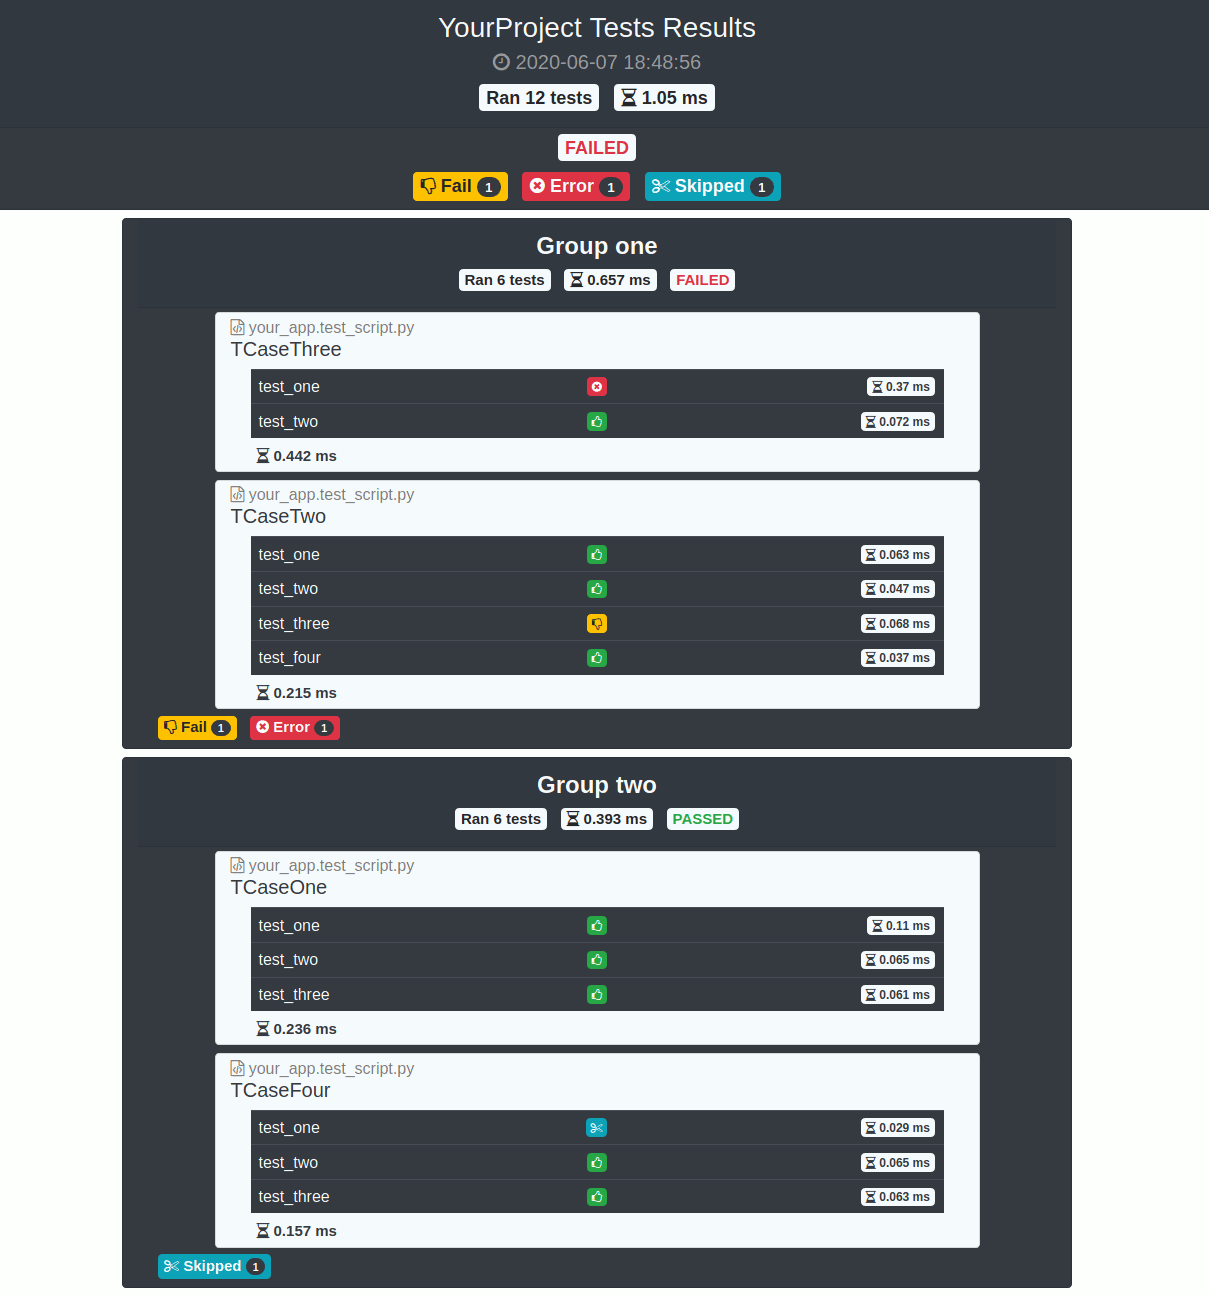 YourProject Tests Results
2020-06-07 18:48:56
Ran 12 tests 1.05 ms
FAILED
Fail 1 Error 1 Skipped 1
Group one
Ran 6 tests 0.657 ms FAILED
your_app.test_script.py
TCaseThree
test_one 0.37 ms
test_two 0.072 ms
0.442 ms
your_app.test_script.py
TCaseTwo
test_one 0.063 ms
test_two 0.047 ms
test_three 0.068 ms
test_four 0.037 ms
0.215 ms
Fail 1 Error 1
Group two
Ran 6 tests 0.393 ms PASSED
your_app.test_script.py
TCaseOne
test_one 0.11 ms
test_two 0.065 ms
test_three 0.061 ms
0.236 ms
your_app.test_script.py
TCaseFour
test_one 0.029 ms
test_two 0.065 ms
test_three 0.063 ms
0.157 ms
Skipped 1